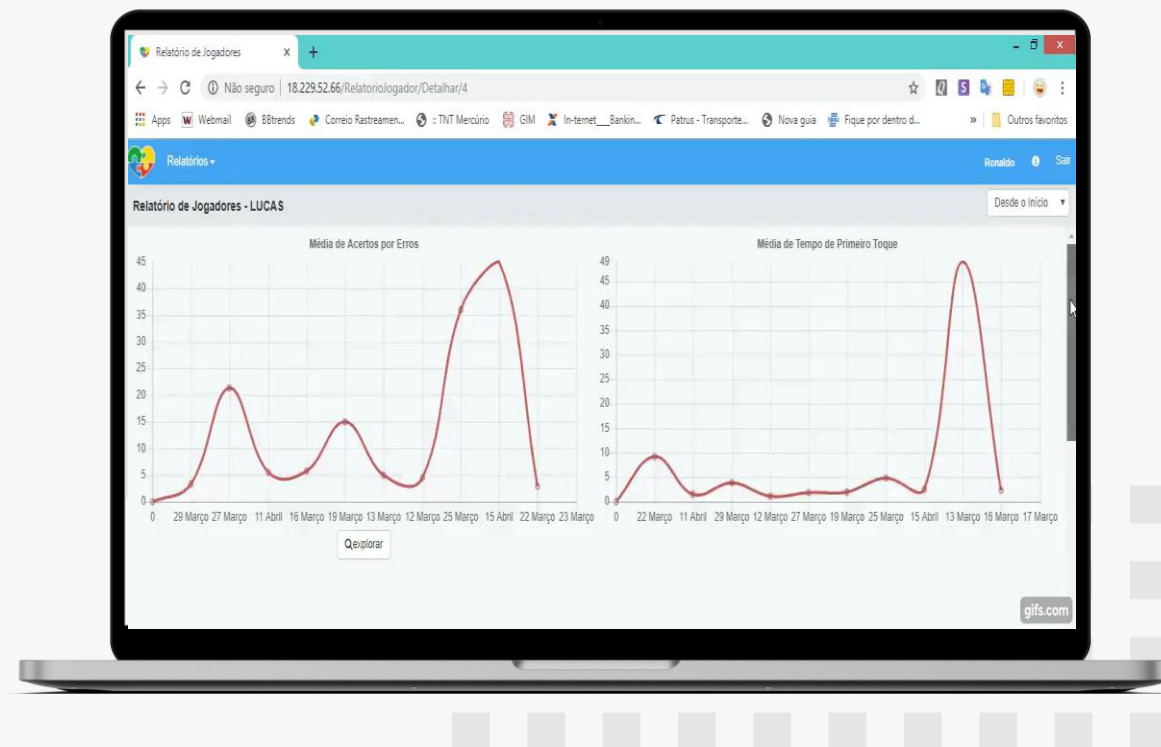 Relatório de Jogadores x +
Não seguro | 18.229.52.66/RelatorioJogador/Detalhar/4
Apps Webmail BBtrends Correio Rastreamen... :: TNT Mercúrio GIM In-ternet___Bankin... Patrus - Transporte... Nova guia Fique por dentro d... » Outros favoritos
Relatórios Ronaldo Sair
Relatório de Jogadores - LUCAS Desde o Início
Média de Acertos por Erros
45
40
35
30
25
20
15
10
5
0
0 29 Março 27 Março 11 Abril 16 Março 19 Março 13 Março 12 Março 25 Março 15 Abril 22 Março 23 Março
explorar
Média de Tempo de Primeiro Toque
49
45
40
35
30
25
20
15
10
5
0
0 22 Março 11 Abril 29 Março 12 Março 27 Março 19 Março 25 Março 15 Abril 13 Março 16 Março 17 Março
gifs.com